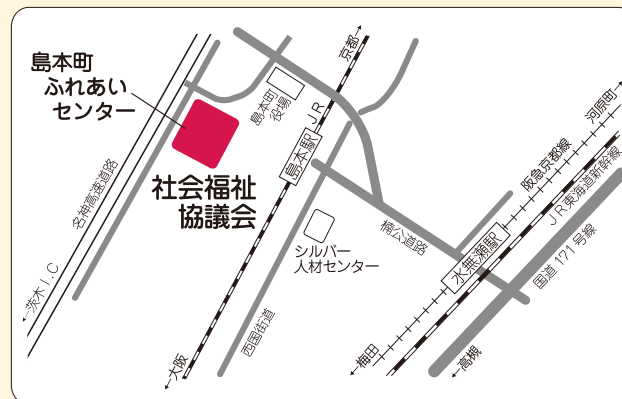 島本町
ふれあい
センター
社会福祉
協議会
島本町
役場
京都→
JR
島本駅
シルバー
人材センター
名神高速道路
←茨木I.C
←大阪
西国街道
楠公道路
水無瀬駅
阪急京都線
河原町→
JR東海道新幹線
国道171号線
←梅田
←高槻